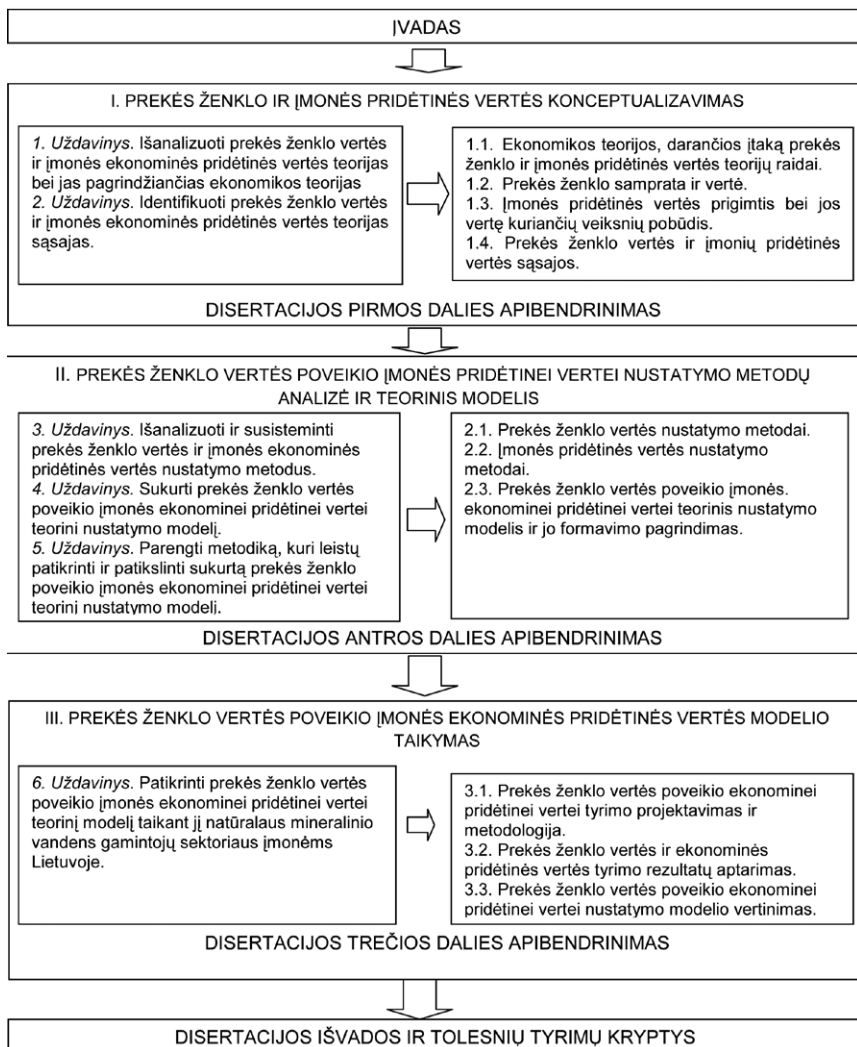 ĮVADAS
I. PREKĖS ŽENKLO IR ĮMONĖS PRIDĖTINĖS VERTĖS KONCEPTUALIZAVIMAS
1. Uždavinys. Išanalizuoti prekės ženklo vertės
ir įmonės ekonominės pridėtinės vertės teorijas
bei jas pagrindžiančias ekonomikos teorijas
2. Uždavinys. Identifikuoti prekės ženklo vertės
ir įmonės ekonominės pridėtinės vertės teorijas
sąsajas.
1.1. Ekonomikos teorijos, darančios įtaką prekės
ženklo ir įmonės pridėtinės vertės teorijų raidai.
1.2. Prekės ženklo samprata ir vertė.
1.3. Įmonės pridėtinės vertės prigimtis bei jos
vertę kuriančių veiksnių pobūdis.
1.4. Prekės ženklo vertės ir įmonių pridėtinės
vertės sąsajos.
DISERTACIJOS PIRMOS DALIES APIBENDRINIMAS
II. PREKĖS ŽENKLO VERTĖS POVEIKIO ĮMONĖS PRIDĖTINEI VERTEI NUSTATYMO METODŲ
ANALIZĖ IR TEORINIS MODELIS
3. Uždavinys. Išanalizuoti ir susisteminti
prekės ženklo vertės ir įmonės ekonominės
pridėtinės vertės nustatymo metodus.
4. Uždavinys. Sukurti prekės ženklo vertės
poveikio įmonės ekonominei pridėtinei vertei
teorinį nustatymo modelį.
5. Uždavinys. Parengti metodiką, kuri leistų
patikrinti ir patikslinti sukurtą prekės ženklo
poveikio įmonės ekonominei pridėtinei vertei
teorinį nustatymo modelį.
2.1. Prekės ženklo vertės nustatymo metodai.
2.2. Įmonės pridėtinės vertės nustatymo
metodai.
2.3. Prekės ženklo vertės poveikio įmonės.
ekonominei pridėtinei vertei teorinis nustatymo
modelis ir jo formavimo pagrindimas.
DISERTACIJOS ANTROS DALIES APIBENDRINIMAS
III. PREKĖS ŽENKLO VERTĖS POVEIKIO ĮMONĖS EKONOMINĖS PRIDĖTINĖS VERTĖS MODELIO
TAIKYMAS
6. Uždavinys. Patikrinti prekės ženklo vertės
poveikio įmonės ekonominei pridėtinei vertei
teorinį modelį taikant jį natūralaus mineralinio
vandens gamintojų sektoriaus įmonėms
Lietuvoje.
3.1. Prekės ženklo vertės poveikio ekonominei
pridėtinei vertei tyrimo projektavimas ir
metodologija.
3.2. Prekės ženklo vertės ir ekonominės
pridėtinės vertės tyrimo rezultatų aptarimas.
3.3. Prekės ženklo vertės poveikio ekonominei
pridėtinei vertei nustatymo modelio vertinimas.
DISERTACIJOS TREČIOS DALIES APIBENDRINIMAS
DISERTACIJOS IŠVADOS IR TOLESNIŲ TYRIMŲ KRYPTYS